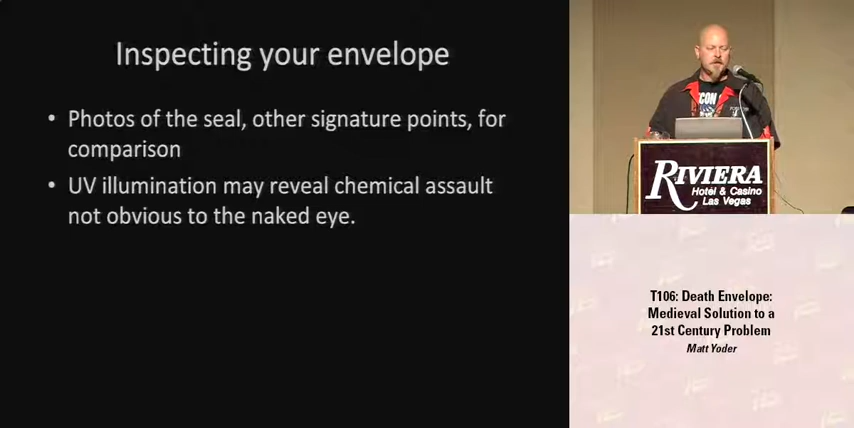 Inspecting your envelope
• Photos of the seal, other signature points, for
comparison
• UV illumination may reveal chemical assault
not obvious to the naked eye.
CON
RIVIERA
Hotel & Casino
Las Vegas
T106: Death Envelope:
Medieval Solution to a
21st Century Problem
Matt Yoder